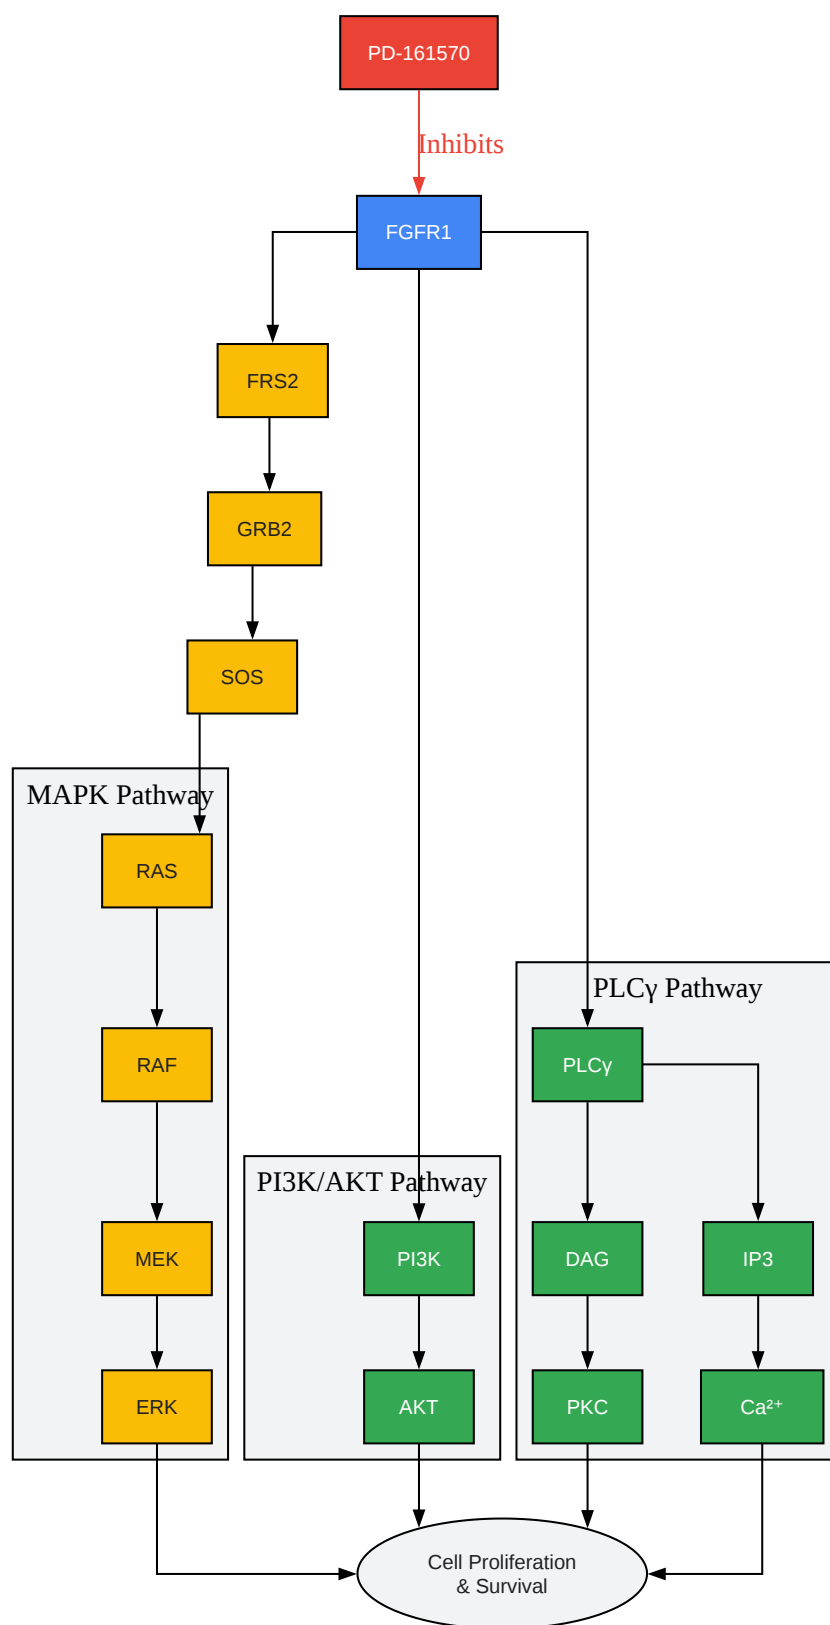 PD-161570
Inhibits
FGFR1
FRS2
GRB2
SOS
MAPK Pathway
RAS
PLCγ Pathway
RAF
PLCγ
PI3K/AKT Pathway
MEK
PI3K
DAG
IP3
ERK
AKT
PKC
Ca²⁺
Cell Proliferation
& Survival